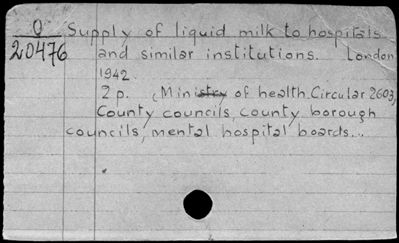 Q Supply of liquid milk to hospitals
20476 and similar institutions. London
1942.
2 p. (Ministry of health. Circular 2603,
County councils, county borough
councils, mental hospital boards...